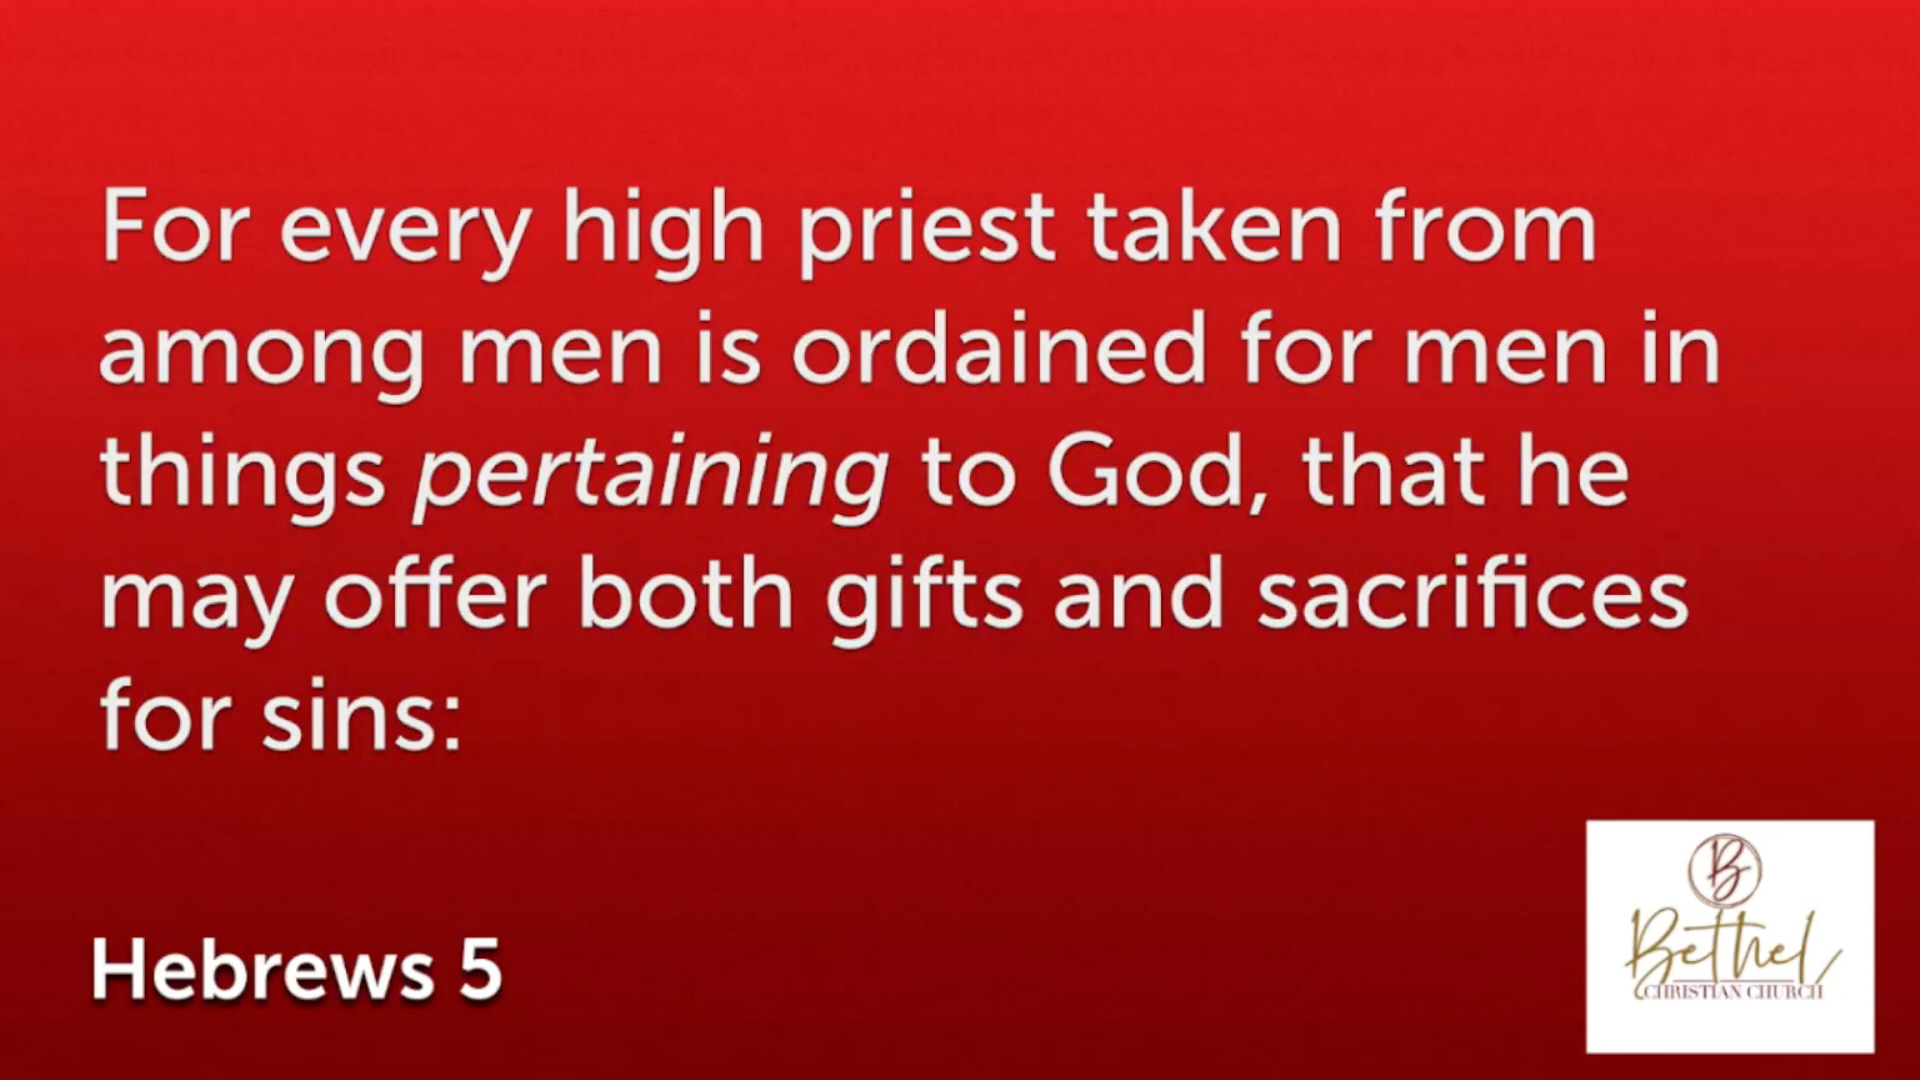 For every high priest taken from
among men is ordained for men in
things pertaining to God, that he
may offer both gifts and sacrifices
for sins:
Hebrews 5
B
Bethel
CHRISTIAN CHURCH